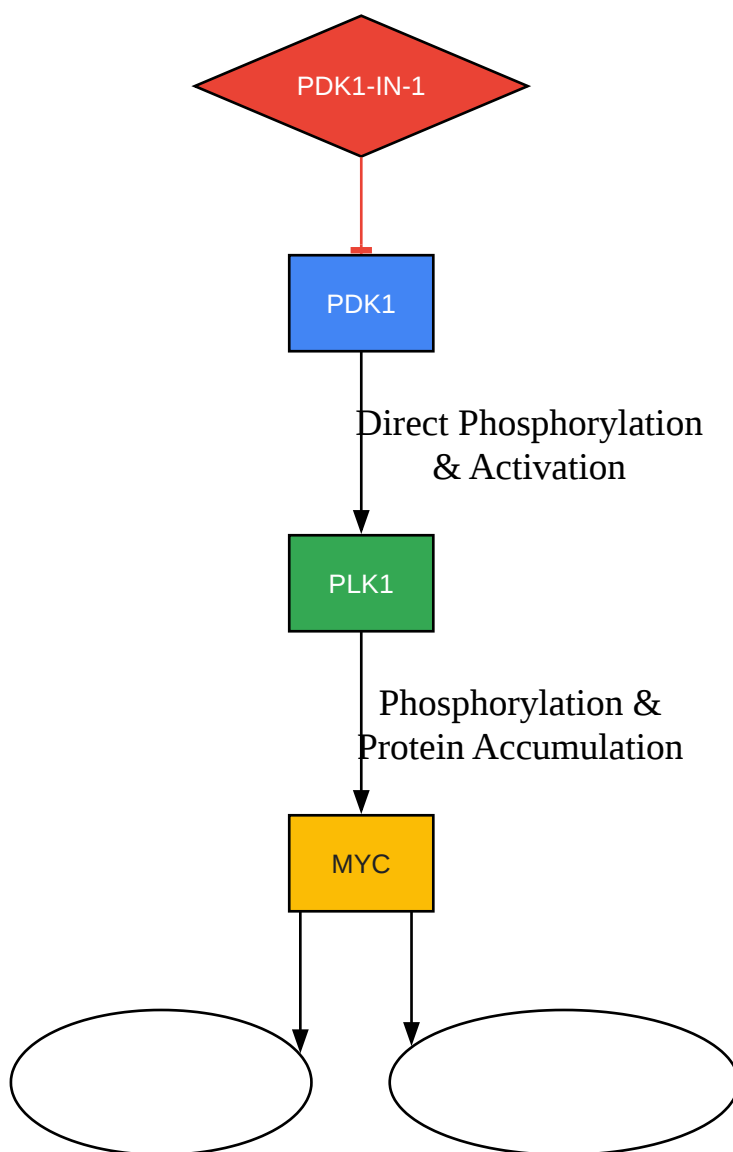 PDK1-IN-1
PDK1
Direct Phosphorylation
& Activation
PLK1
Phosphorylation &
Protein Accumulation
MYC